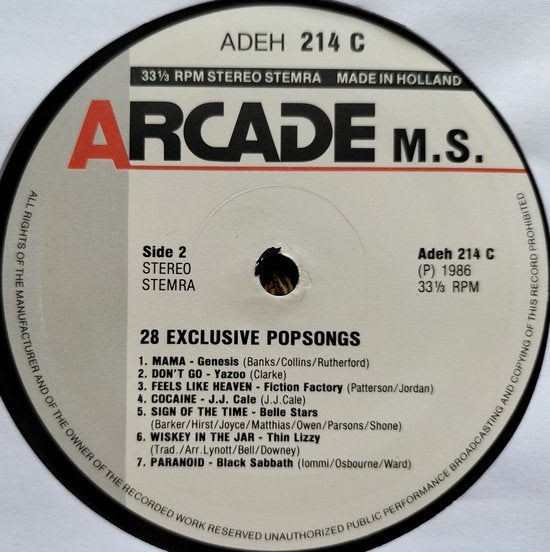 ADEH 214 C
33⅓ RPM STEREO STEMRA MADE IN HOLLAND
ARCADE M.S.
Side 2
STEREO
STEMRA
Adeh 214 C
(P) 1986
33⅓ RPM
28 EXCLUSIVE POPSONGS
1. MAMA - Genesis (Banks/Collins/Rutherford)
2. DON'T GO - Yazoo (Clarke)
3. FEELS LIKE HEAVEN - Fiction Factory (Patterson/Jordan)
4. COCAINE - J.J. Cale (J.J.Cale)
5. SIGN OF THE TIME - Belle Stars
(Barker/Hirst/Joyce/Matthias/Owen/Parsons/Shone)
6. WISKEY IN THE JAR - Thin Lizzy
(Trad./Arr.Lynott/Bell/Downey)
7. PARANOID - Black Sabbath (Iommi/Osbourne/Ward)
ALL RIGHTS OF THE MANUFACTURER AND OF THE OWNER OF THE RECORDED WORK RESERVED UNAUTHORIZED PUBLIC PERFORMANCE BROADCASTING AND COPYING OF THIS RECORD PROHIBITED